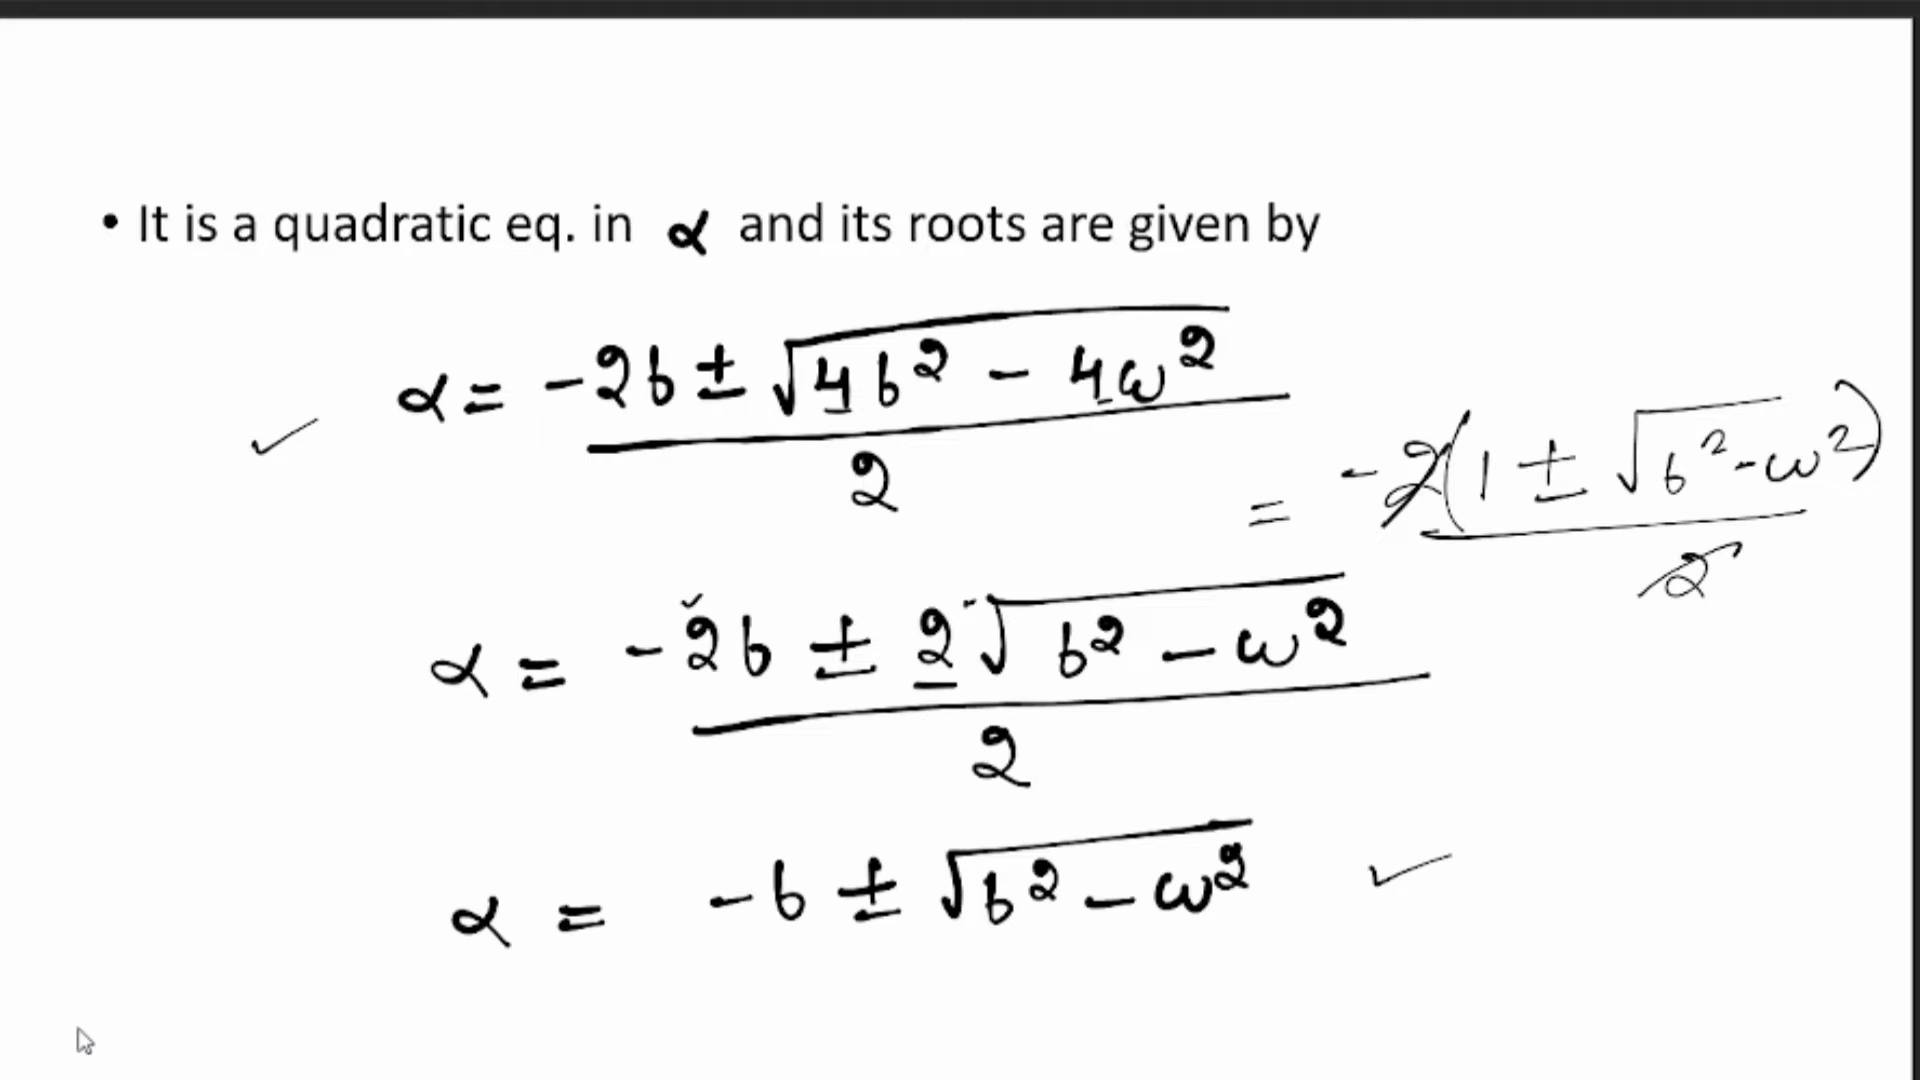 • It is a quadratic eq. in α and its roots are given by
α = -2b ± √(4b² - 4ω²) / 2
= -2(1 ± √(b² - ω²)) / 2
α = -2b ± 2√(b² - ω²) / 2
α = -b ± √(b² - ω²)